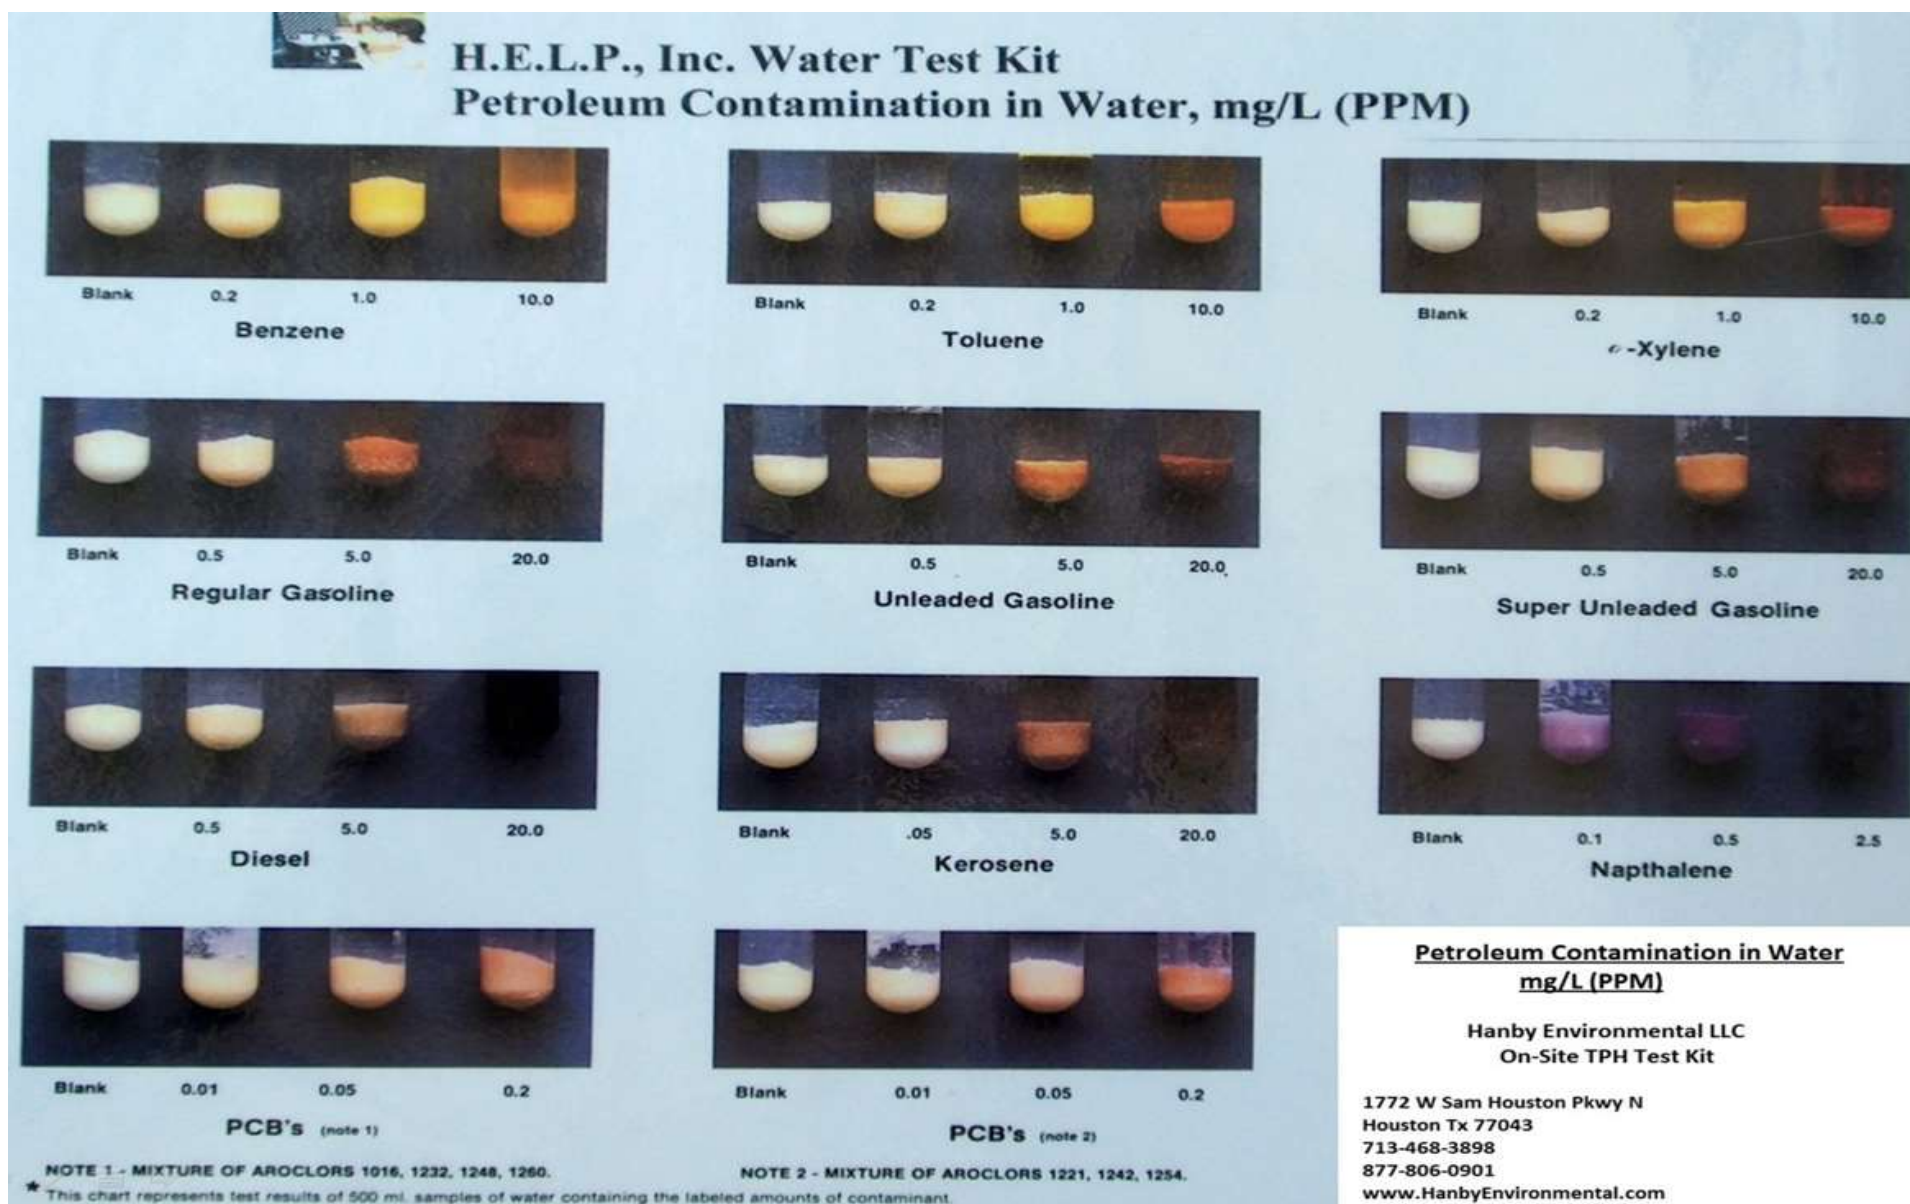 H.E.L.P., Inc. Water Test Kit
Petroleum Contamination in Water, mg/L (PPM)
Blank 0.2 1.0 10.0
Benzene
Blank 0.2 1.0 10.0
Toluene
Blank 0.2 1.0 10.0
o-Xylene
Blank 0.5 5.0 20.0
Regular Gasoline
Blank 0.5 5.0 20.0
Unleaded Gasoline
Blank 0.5 5.0 20.0
Super Unleaded Gasoline
Blank 0.5 5.0 20.0
Diesel
Blank .05 5.0 20.0
Kerosene
Blank 0.1 0.5 2.5
Napthalene
Blank 0.01 0.05 0.2
PCB's (note 1)
Blank 0.01 0.05 0.2
PCB's (note 2)
NOTE 1 - MIXTURE OF AROCLORS 1016, 1232, 1248, 1260.
NOTE 2 - MIXTURE OF AROCLORS 1221, 1242, 1254.
* This chart represents test results of 500 ml. samples of water containing the labeled amounts of contaminant.
Petroleum Contamination in Water
mg/L (PPM)
Hanby Environmental LLC
On-Site TPH Test Kit
1772 W Sam Houston Pkwy N
Houston Tx 77043
713-468-3898
877-806-0901
www.HanbyEnvironmental.com